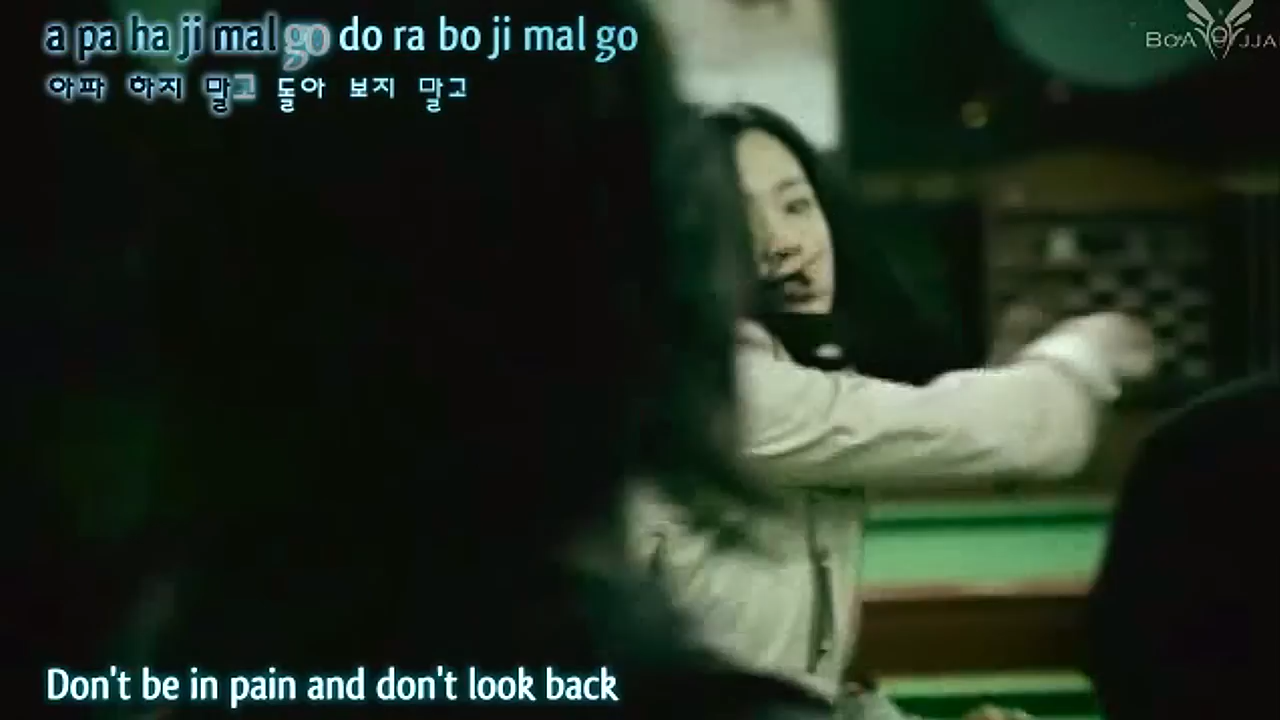 a pa ha ji mal go do ra bo ji mal go
BoA JJA
아파 하지 말고 돌아 보지 말고
Don't be in pain and don't look back